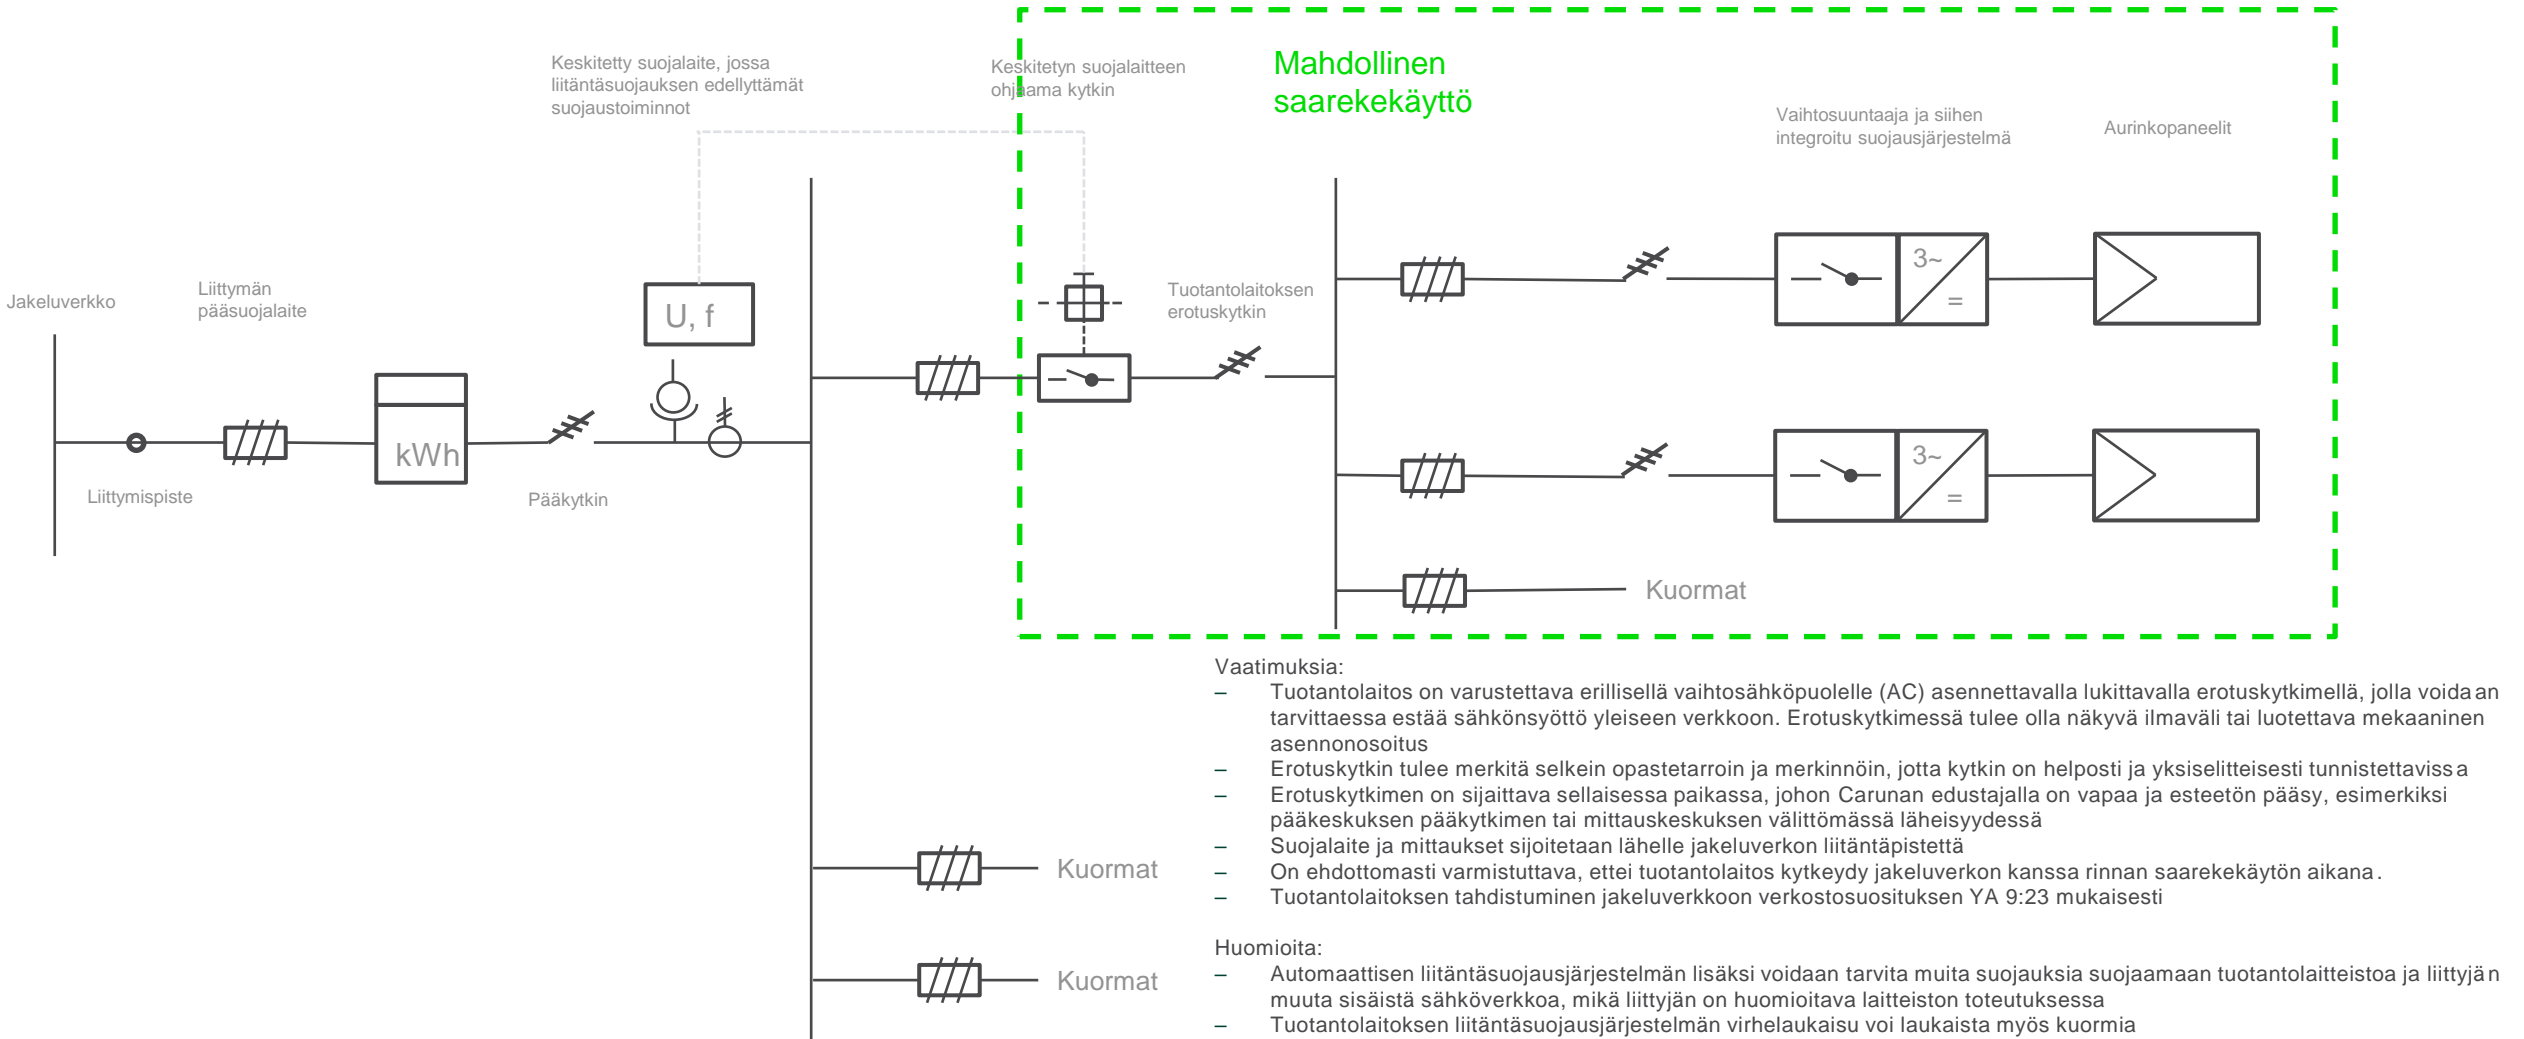 Keskitetty suojalaite, jossa
liitäntäsuojauksen edellyttämät
suojaustoiminnot
Keskitetyn suojalaitteen
ohjaama kytkin
Mahdollinen
saarekekäyttö
Vaihtosuuntaaja ja siihen
integroitu suojausjärjestelmä
Aurinkopaneelit
Jakeluverkko
Liittymän
pääsuojalaite
U, f
Tuotantolaitoksen
erotuskytkin
3~
=
kWh
Liittymispiste
Pääkytkin
3~
=
Kuormat
Kuormat
Kuormat
Vaatimuksia:
– Tuotantolaitos on varustettava erillisellä vaihtosähköpuolelle (AC) asennettavalla lukittavalla erotuskytkimellä, jolla voidaan
tarvittaessa estää sähkönsyöttö yleiseen verkkoon. Erotuskytkimessä tulee olla näkyvä ilmaväli tai luotettava mekaaninen
asennonosoitus
– Erotuskytkin tulee merkitä selkein opastetarroin ja merkinnöin, jotta kytkin on helposti ja yksiselitteisesti tunnistettavissa
– Erotuskytkimen on sijaittava sellaisessa paikassa, johon Carunan edustajalla on vapaa ja esteetön pääsy, esimerkiksi
pääkeskuksen pääkytkimen tai mittauskeskuksen välittömässä läheisyydessä
– Suojalaite ja mittaukset sijoitetaan lähelle jakeluverkon liitäntäpistettä
– On ehdottomasti varmistuttava, ettei tuotantolaitos kytkeydy jakeluverkon kanssa rinnan saarekekäytön aikana.
– Tuotantolaitoksen tahdistuminen jakeluverkkoon verkostosuosituksen YA 9:23 mukaisesti
Huomioita:
– Automaattisen liitäntäsuojausjärjestelmän lisäksi voidaan tarvita muita suojauksia suojaamaan tuotantolaitteistoa ja liittyjän
muuta sisäistä sähköverkkoa, mikä liittyjän on huomioitava laitteiston toteutuksessa
– Tuotantolaitoksen liitäntäsuojausjärjestelmän virhelaukaisu voi laukaista myös kuormia